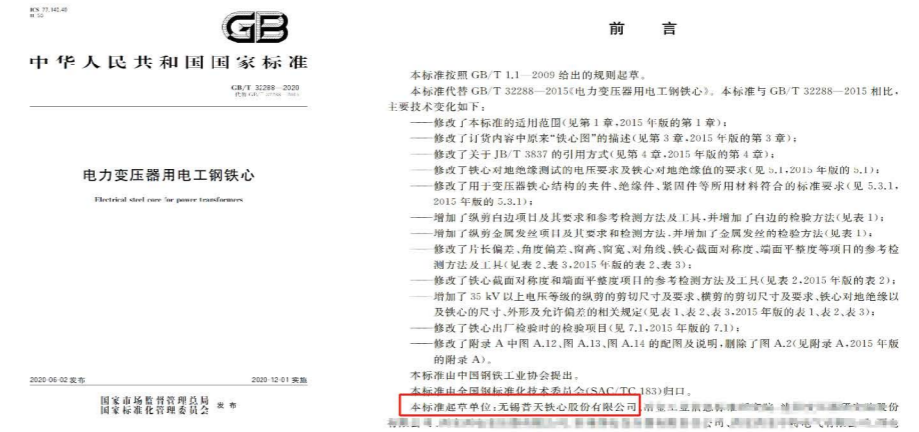 ICS 77.140.40
GB
中华人民共和国国家标准
GB/T 32288—2020
代替 GB/T 32288—2015
电力变压器用电工钢铁心
Electrical steel core for power transformers
2020-06-02 发布
2020-12-01 实施
国家市场监督管理总局
国家标准化管理委员会 发布
前 言
本标准按照 GB/T 1.1—2009 给出的规则起草。
本标准代替 GB/T 32288—2015《电力变压器用电工钢铁心》。本标准与 GB/T 32288—2015 相比,
主要技术变化如下:
——修改了本标准的适用范围(见第 1 章,2015 年版的第 1 章);
——修改了订货内容中原来“铁心图”的描述(见第 3 章,2015 年版的第 3 章);
——修改了关于 JB/T 3837 的引用方式(见第 4 章,2015 年版的第 4 章);
——修改了铁心对地绝缘测试的电压要求及铁心对地绝缘值的要求(见 5.1,2015 年版的 5.1);
——修改了用于变压器铁心结构的夹件、绝缘件、紧固件等所用材料符合的标准要求(见 5.3.1,
2015 年版的 5.3.1);
——增加了纵剪白边项目及其要求和参考检测方法及工具,并增加了白边的检验方法(见表 1);
——增加了纵剪金属发丝项目及其要求和检测方法,并增加了金属发丝的检验方法(见表 1);
——修改了片长偏差、角度偏差、窗高、窗宽、对角线、铁心截面对称度、端面平整度等项目的参考检
测方法及工具(见表 2、表 3,2015 年版的表 2、表 3);
——修改了铁心截面对称度和端面平整度项目的参考检测方法及工具(见表 2,2015 年版的表 2);
——增加了 35 kV 以上电压等级的纵剪的剪切尺寸及要求、横剪的剪切尺寸及要求、铁心对地绝缘以
及铁心的尺寸、外形及允许偏差的相关规定(见表 1、表 2、表 3,2015 年版的表 1、表 2、表 3);
——修改了铁心出厂检验时的检验项目(见 7.1,2015 年版的 7.1);
——修改了附录 A 中图 A.12、图 A.13、图 A.14 的配图及说明,删除了图 A.2(见附录 A,2015 年版
的附录 A)。
本标准由中国钢铁工业协会提出。
本标准由全国钢标准化技术委员会(SAC/TC 183)归口。
本标准起草单位:无锡普天铁心股份有限公司